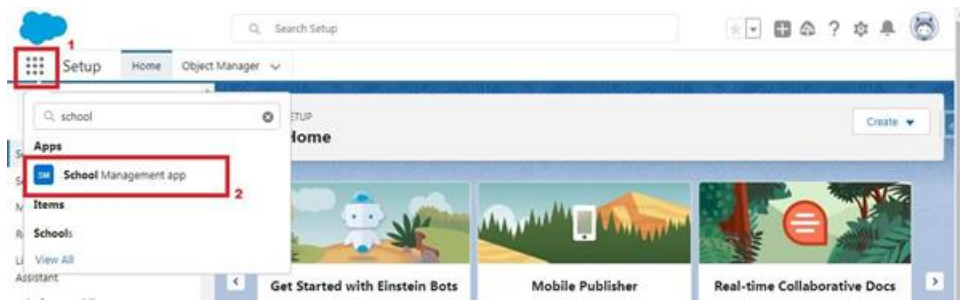 Search Setup
1
Setup Home Object Manager
school
SETUP
Home
Create
Apps
SM School Management app
2
Items
Schools
View All
Assistant
Get Started with Einstein Bots
Mobile Publisher
Real-time Collaborative Docs